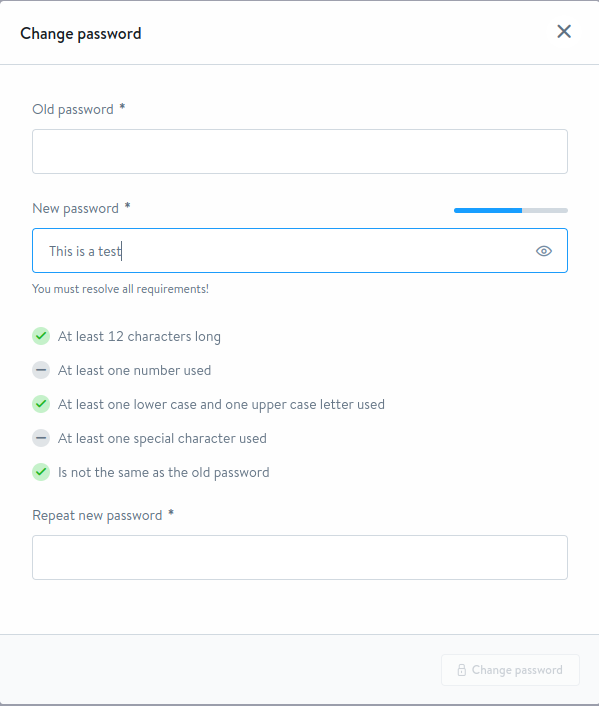 Change password
Old password *
New password *
This is a test
You must resolve all requirements!
At least 12 characters long
At least one number used
At least one lower case and one upper case letter used
At least one special character used
Is not the same as the old password
Repeat new password *
Change password